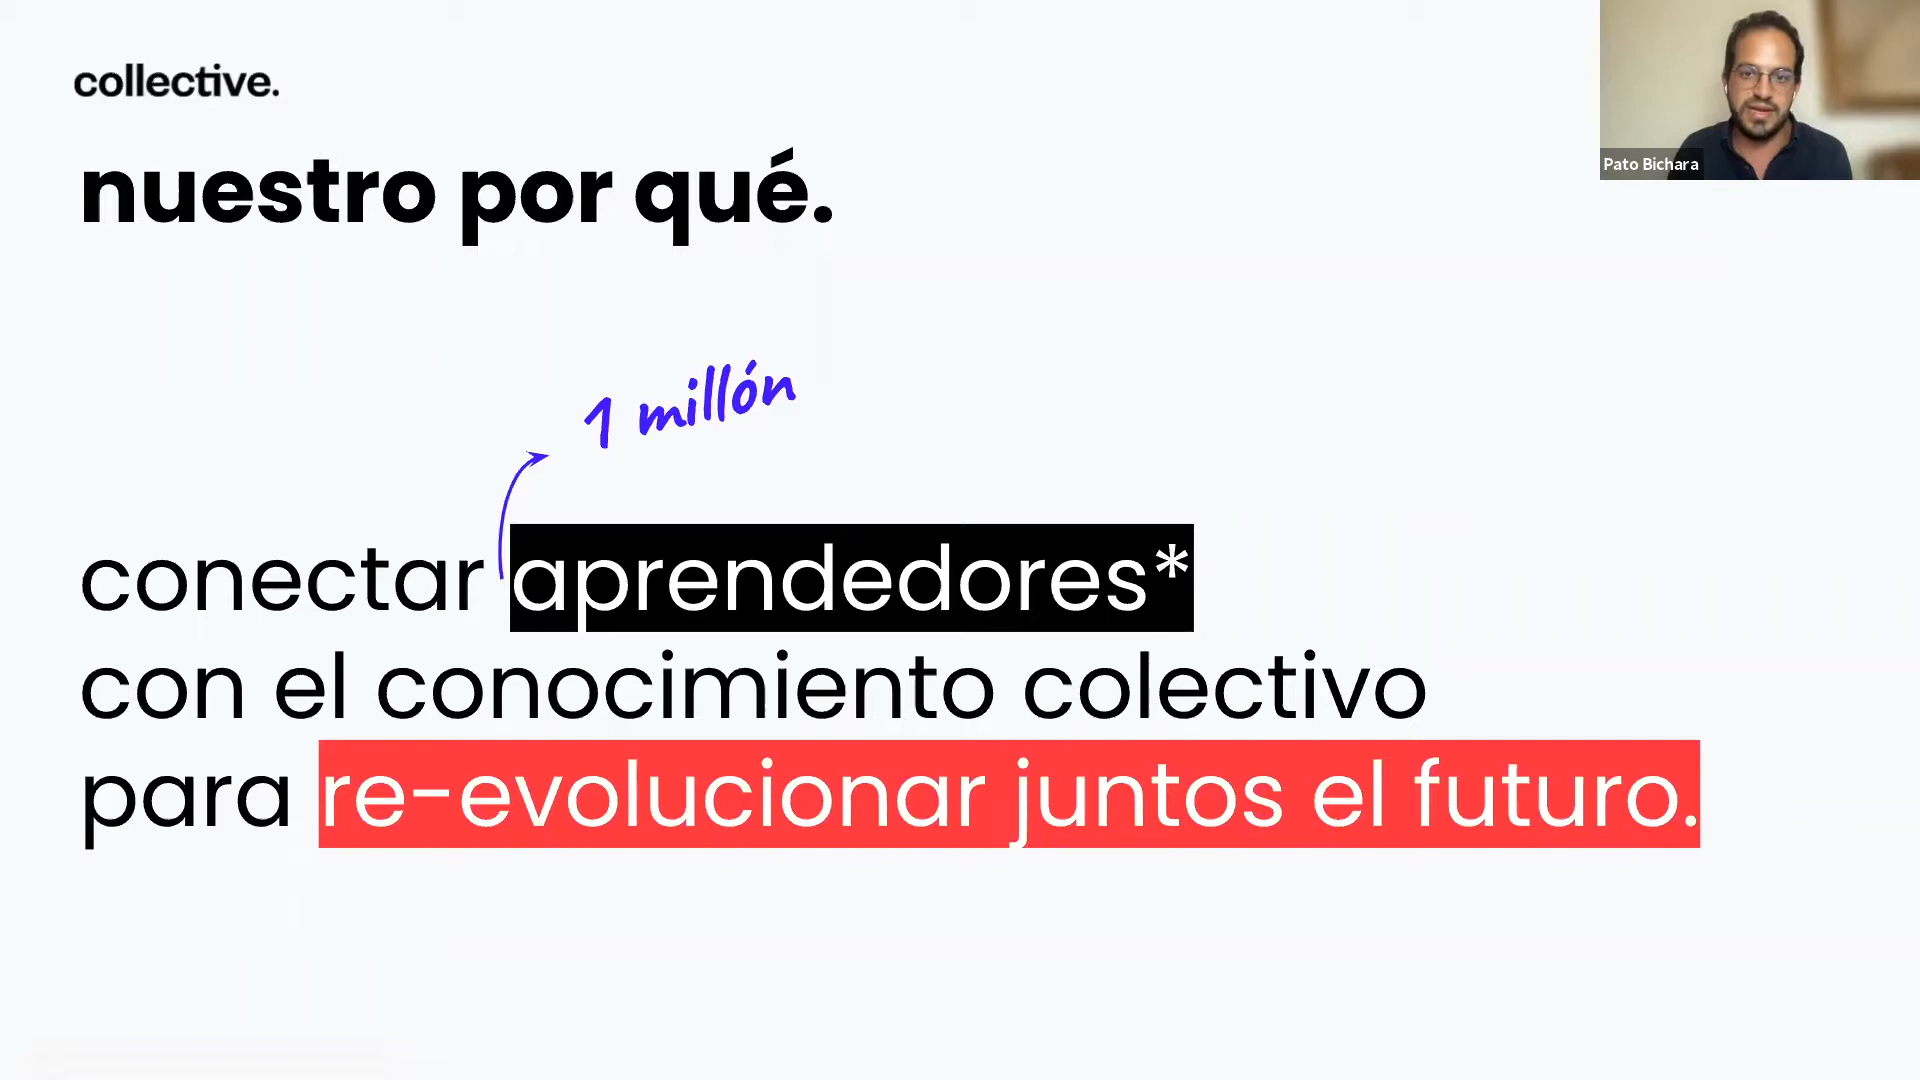 collective.
Pato Bichara
nuestro por qué.
1 millón
conectar aprendedores*
con el conocimiento colectivo
para re-evolucionar juntos el futuro.